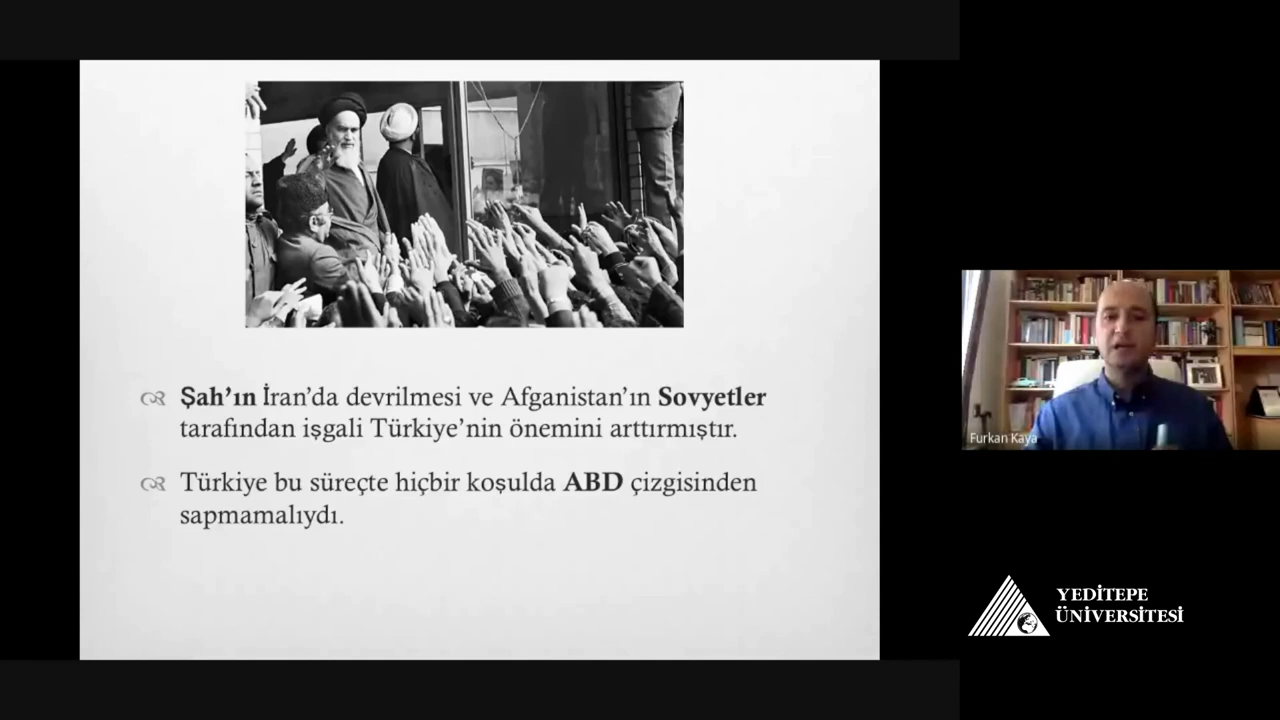 Şah’ın İran’da devrilmesi ve Afganistan’ın Sovyetler
tarafından işgali Türkiye’nin önemini arttırmıştır.
Türkiye bu süreçte hiçbir koşulda ABD çizgisinden
sapmamalıydı.
Furkan Kaya
YEDİTEPE
ÜNİVERSİTESİ